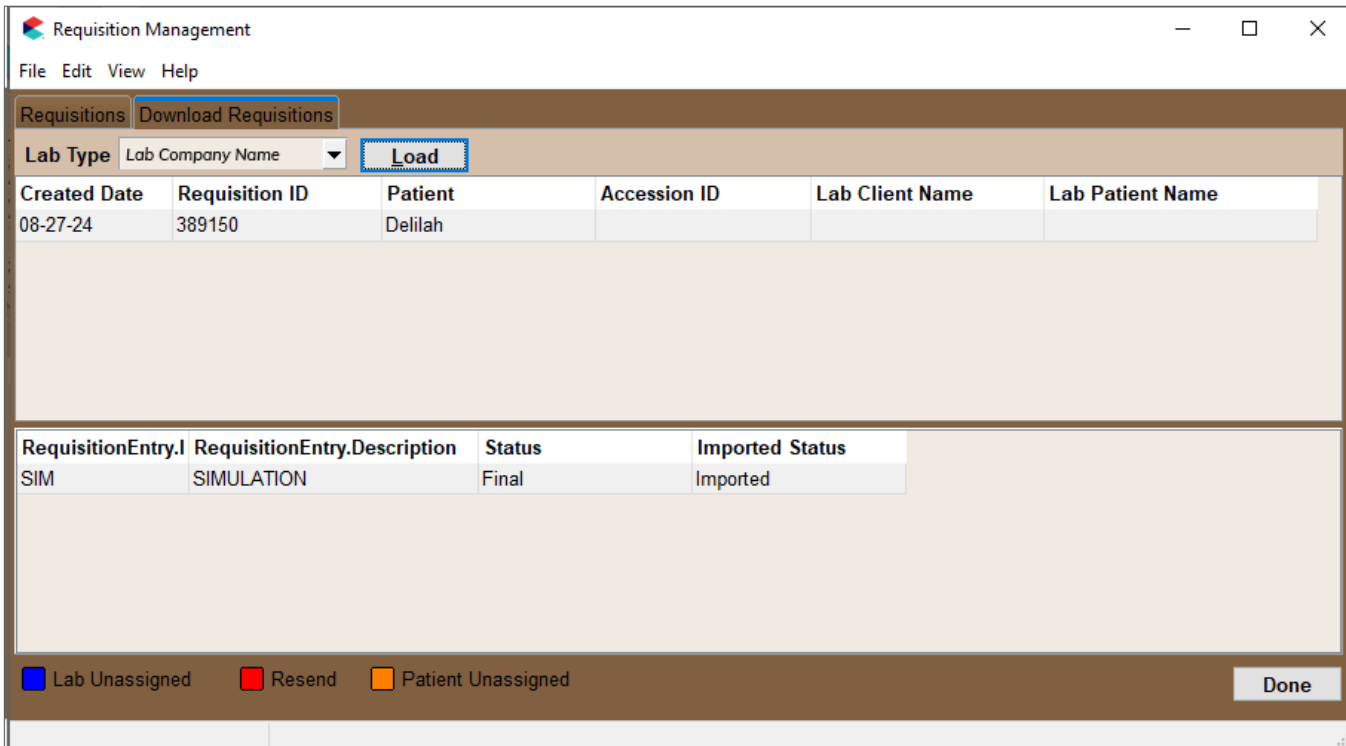 Requisition Management
File Edit View Help
Requisitions Download Requisitions
Lab Type Lab Company Name Load
Created Date Requisition ID Patient Accession ID Lab Client Name Lab Patient Name
08-27-24 389150 Delilah
RequisitionEntry.I RequisitionEntry.Description Status Imported Status
SIM SIMULATION Final Imported
Lab Unassigned Resend Patient Unassigned Done